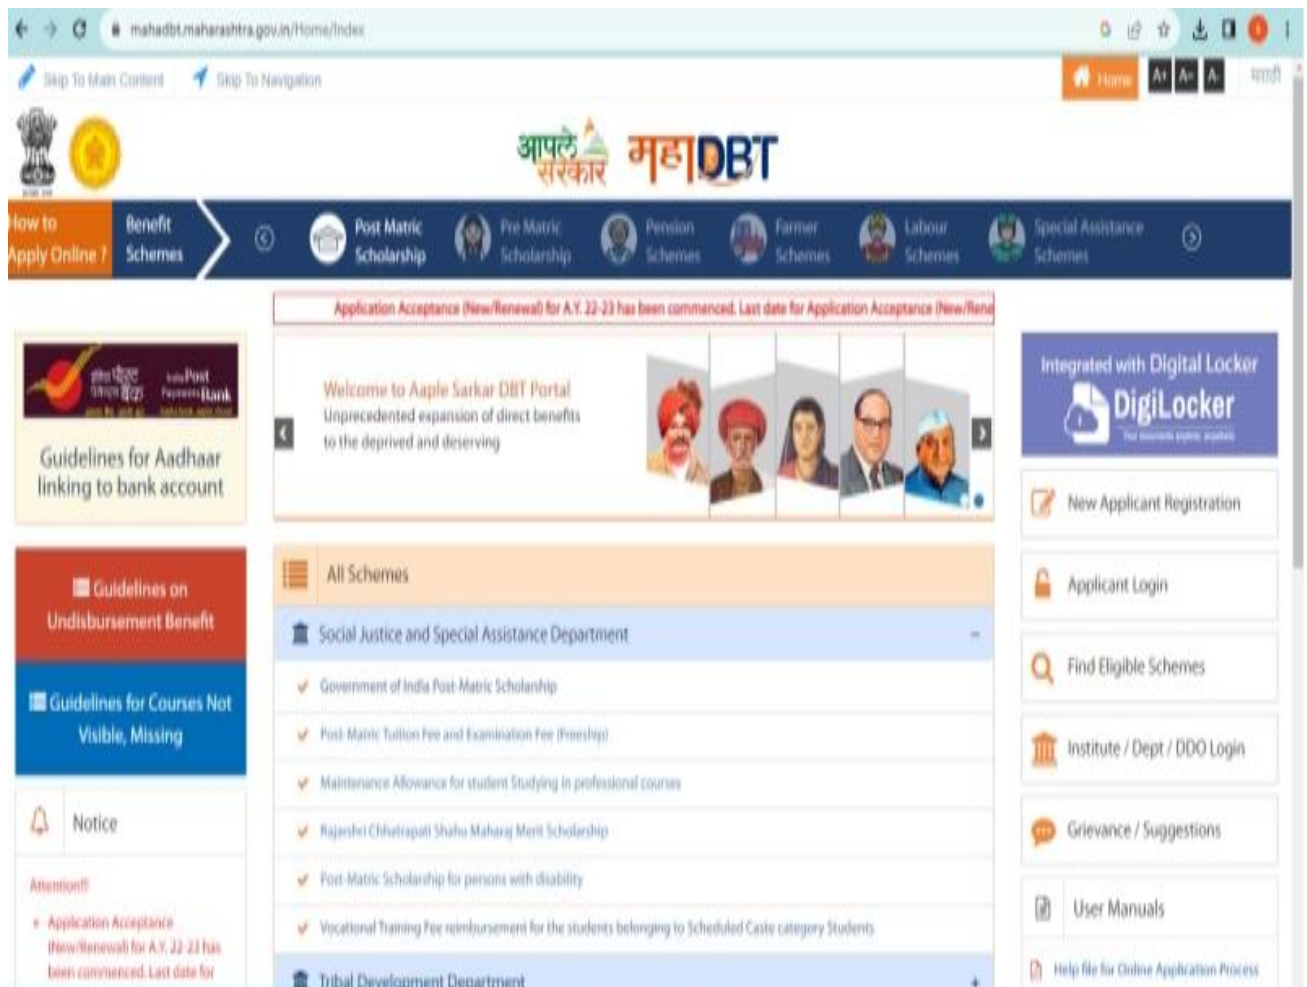 mahadbt.maharashtra.gov.in/Home/Index
Skip To Main Content
Skip To Navigation
Home
A+ A= A-
मराठी
आपले
सरकार
महाDBT
How to
Apply Online ?
Benefit
Schemes
Post Matric
Scholarship
Pre Matric
Scholarship
Pension
Schemes
Farmer
Schemes
Labour
Schemes
Special Assistance
Schemes
Application Acceptance (New/Renewal) for A.Y. 22-23 has been commenced. Last date for Application Acceptance (New/Rene
India Post
Payments Bank
Guidelines for Aadhaar
linking to bank account
Guidelines on
Undisbursement Benefit
Guidelines for Courses Not
Visible, Missing
Notice
Attention!!!
Application Acceptance
(New/Renewal) for A.Y. 22-23 has
been commenced. Last date for
Welcome to Aaple Sarkar DBT Portal
Unprecedented expansion of direct benefits
to the deprived and deserving
All Schemes
Social Justice and Special Assistance Department
Government of India Post-Matric Scholarship
Post-Matric Tuition Fee and Examination Fee (Freeship)
Maintenance Allowance for student Studying in professional courses
Rajarshri Chhatrapati Shahu Maharaj Merit Scholarship
Post-Matric Scholarship for persons with disability
Vocational Training Fee reimbursement for the students belonging to Scheduled Caste category Students
Tribal Development Department
Integrated with Digital Locker
DigiLocker
New Applicant Registration
Applicant Login
Find Eligible Schemes
Institute / Dept / DDO Login
Grievance / Suggestions
User Manuals
Help file for Online Application Process